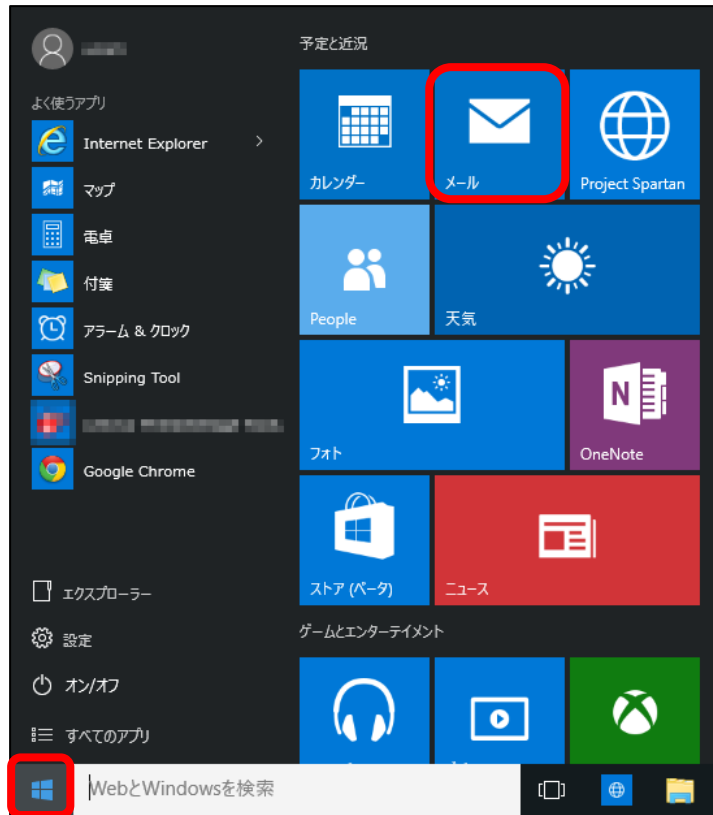 予定と近況
よく使うアプリ
Internet Explorer
マップ
電卓
付箋
アラーム & クロック
Snipping Tool
Google Chrome
エクスプローラー
設定
オン/オフ
すべてのアプリ
カレンダー
メール
Project Spartan
People
天気
フォト
N
OneNote
ストア (ベータ)
ニュース
ゲームとエンターテイメント
WebとWindowsを検索